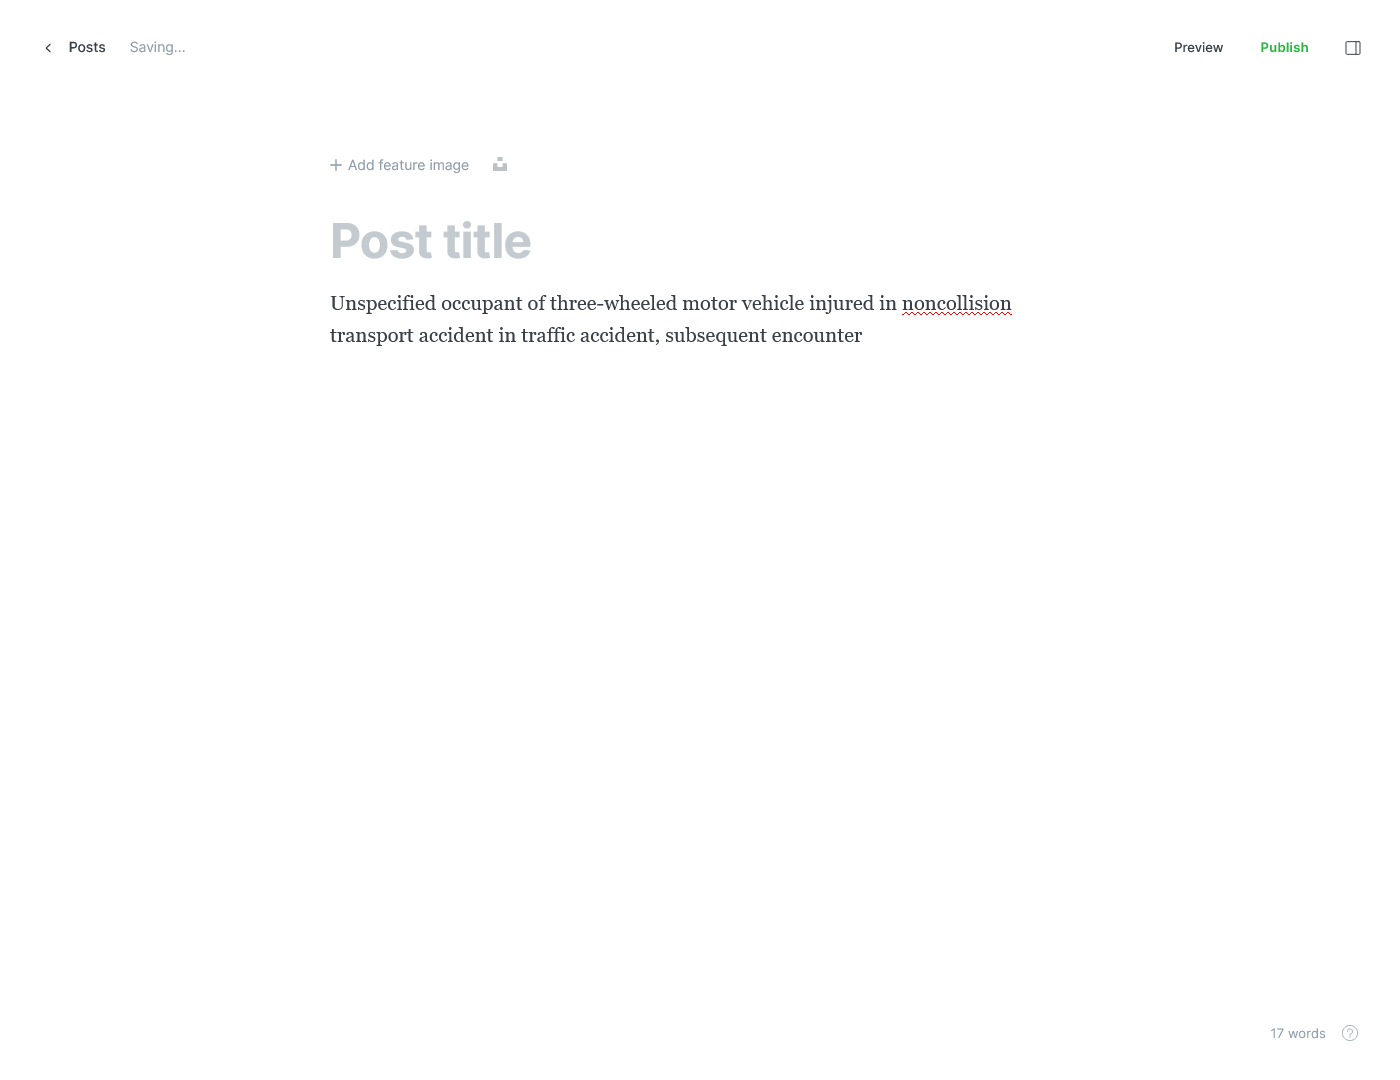 Posts
Saving...
Preview
Publish
Add feature image
Post title
Unspecified occupant of three-wheeled motor vehicle injured in noncollision
transport accident in traffic accident, subsequent encounter
17 words
?